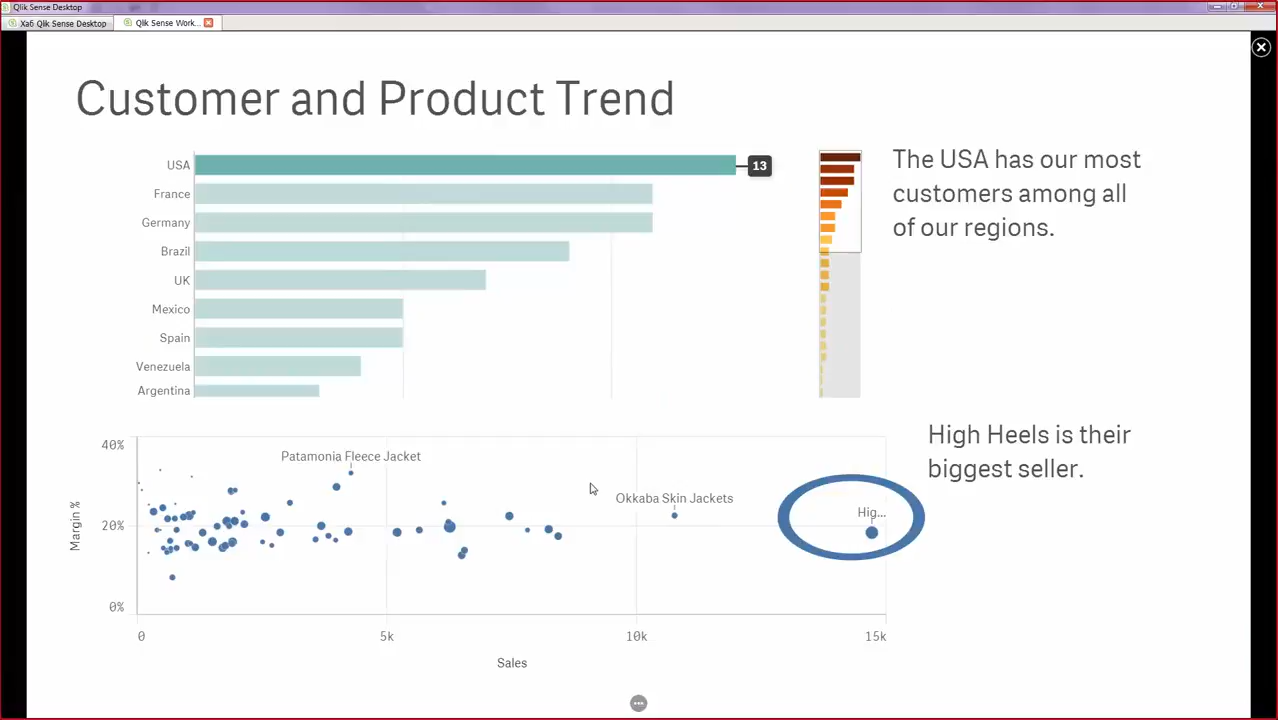 Qlik Sense Desktop
Хаб Qlik Sense Desktop
Qlik Sense Work...
Customer and Product Trend
USA
13
France
Germany
Brazil
UK
Mexico
Spain
Venezuela
Argentina
The USA has our most
customers among all
of our regions.
High Heels is their
biggest seller.
40%
20%
0%
Margin %
Patamonia Fleece Jacket
Okkaba Skin Jackets
Hig...
0
5k
10k
15k
Sales